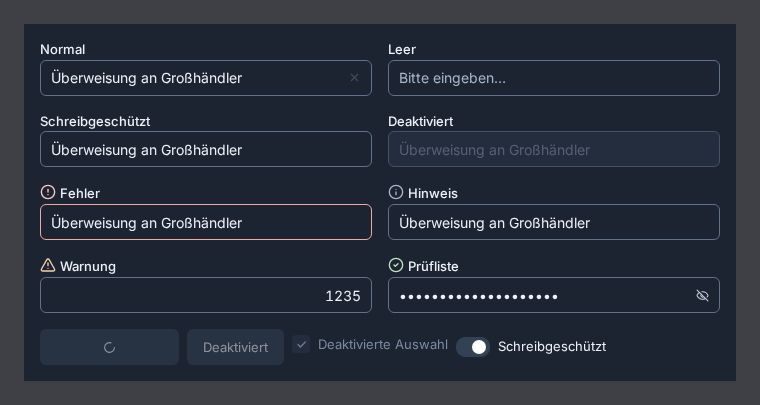 Normal
Leer
Überweisung an Großhändler
Bitte eingeben...
Schreibgeschützt
Deaktiviert
Überweisung an Großhändler
Überweisung an Großhändler
Fehler
Hinweis
Überweisung an Großhändler
Überweisung an Großhändler
Warnung
Prüfliste
1235
••••••••••••••••••••
Deaktiviert
Deaktivierte Auswahl
Schreibgeschützt